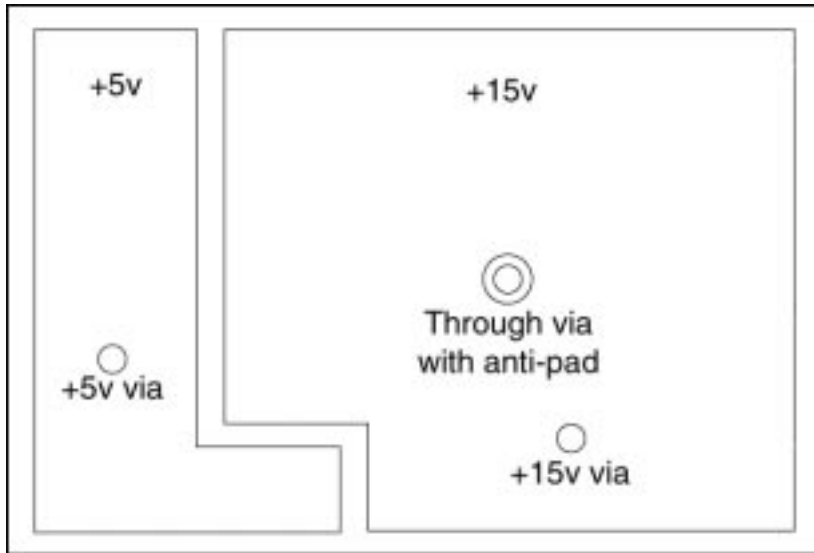 +5v
+15v
Through via
with anti-pad
+5v via
+15v via